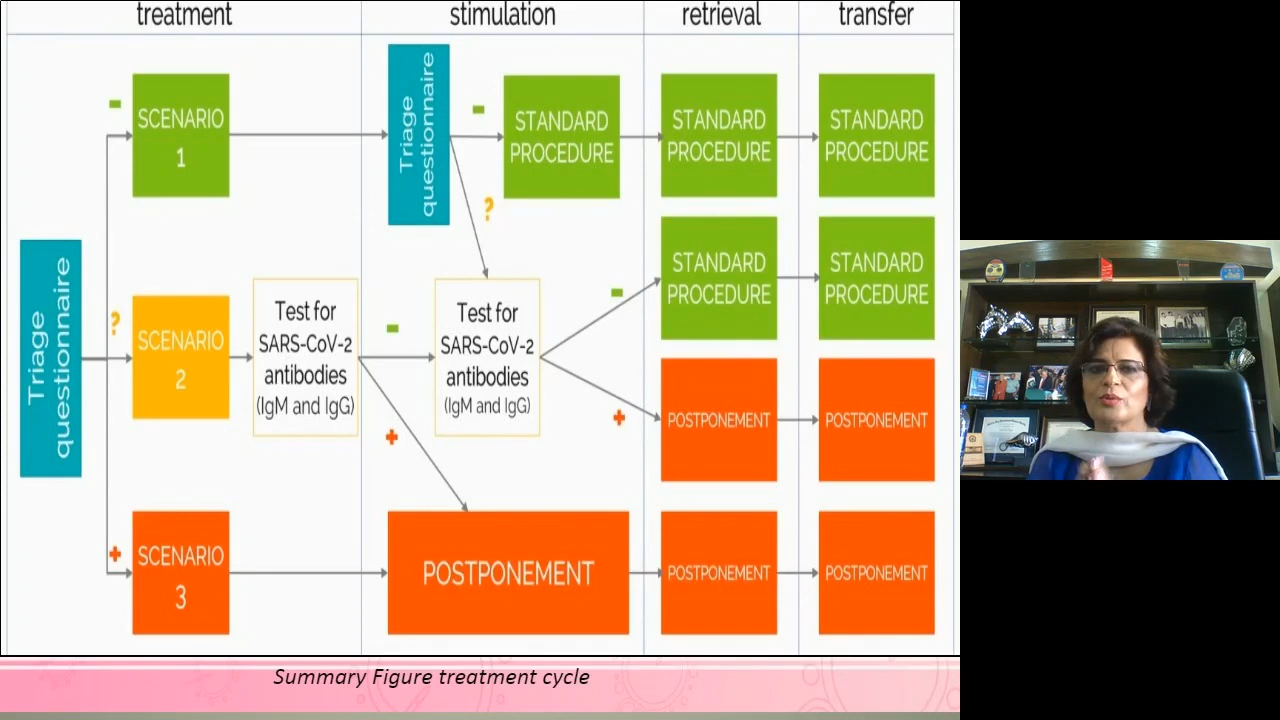 treatment
stimulation
retrieval
transfer
Triage
questionnaire
-
SCENARIO
1
Triage
questionnaire
-
STANDARD
PROCEDURE
STANDARD
PROCEDURE
STANDARD
PROCEDURE
?
?
SCENARIO
2
Test for
SARS-CoV-2
antibodies
(IgM and IgG)
-
+
Test for
SARS-CoV-2
antibodies
(IgM and IgG)
-
+
STANDARD
PROCEDURE
STANDARD
PROCEDURE
POSTPONEMENT
POSTPONEMENT
+
SCENARIO
3
POSTPONEMENT
POSTPONEMENT
POSTPONEMENT
Summary Figure treatment cycle